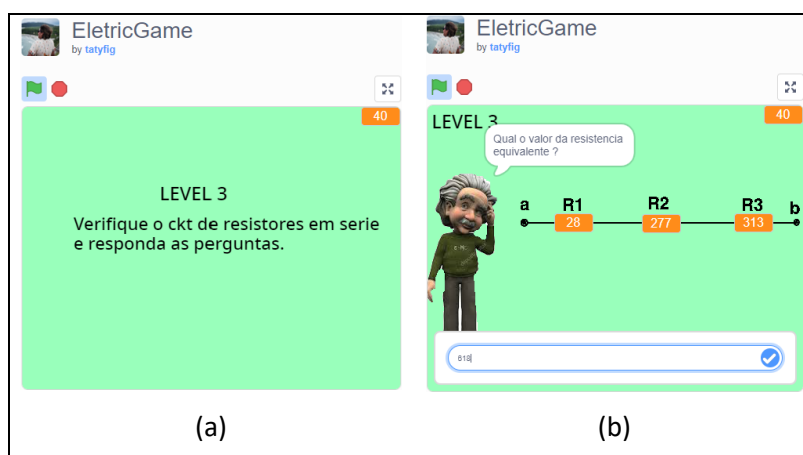 EletricGame
by tatyfig
40
LEVEL 3
Verifique o ckt de resistores em serie
e responda as perguntas.
(a)
EletricGame
by tatyfig
40
LEVEL 3
Qual o valor da resistencia
equivalente ?
a R1 R2 R3 b
28 277 313
618
(b)